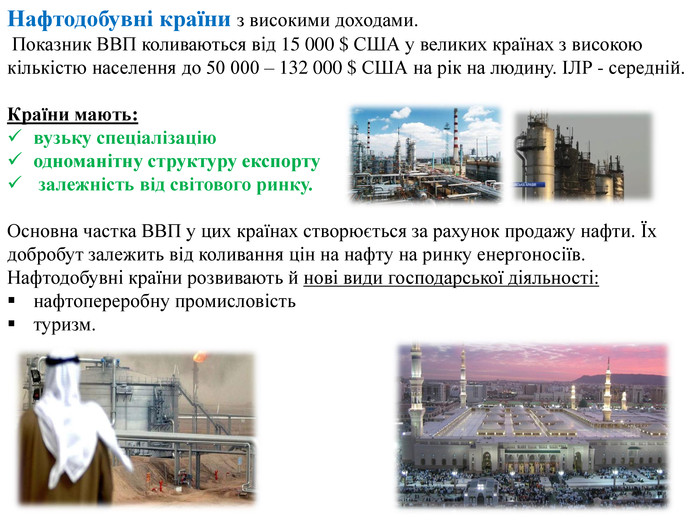 Нафтодобувні країни з високими доходами.
Показник ВВП коливаються від 15 000 $ США у великих країнах з високою
кількістю населення до 50 000 – 132 000 $ США на рік на людину. ІЛР - середній.
Країни мають:
✓ вузьку спеціалізацію
✓ одноманітну структуру експорту
✓ залежність від світового ринку.
Основна частка ВВП у цих країнах створюється за рахунок продажу нафти. Їх
добробут залежить від коливання цін на нафту на ринку енергоносіїв.
Нафтодобувні країни розвивають й нові види господарської діяльності:
▪ нафтопереробну промисловість
▪ туризм.